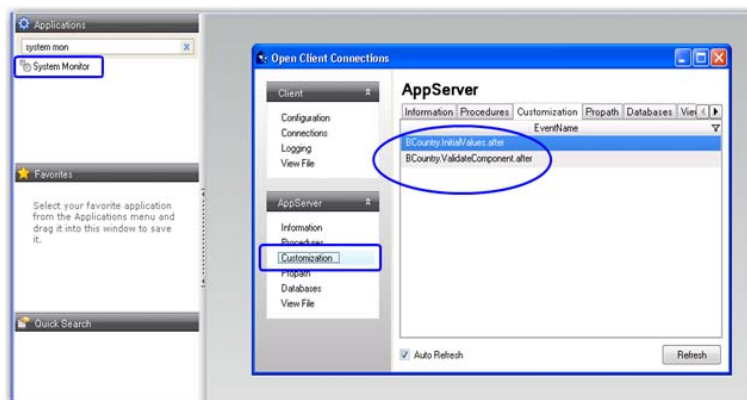 Applications
system mon
System Monitor
Favorites
Select your favorite application
from the Applications menu and
drag it into this window to save
it.
Quick Search
Open Client Connections
Client
Configuration
Connections
Logging
View File
AppServer
Information
Procedures
Customization
Propath
Databases
View File
AppServer
Information Procedures Customization Propath Databases Vie
EventName
BCountry.InitialValues.after
BCountry.ValidateComponent.after
Auto Refresh
Refresh